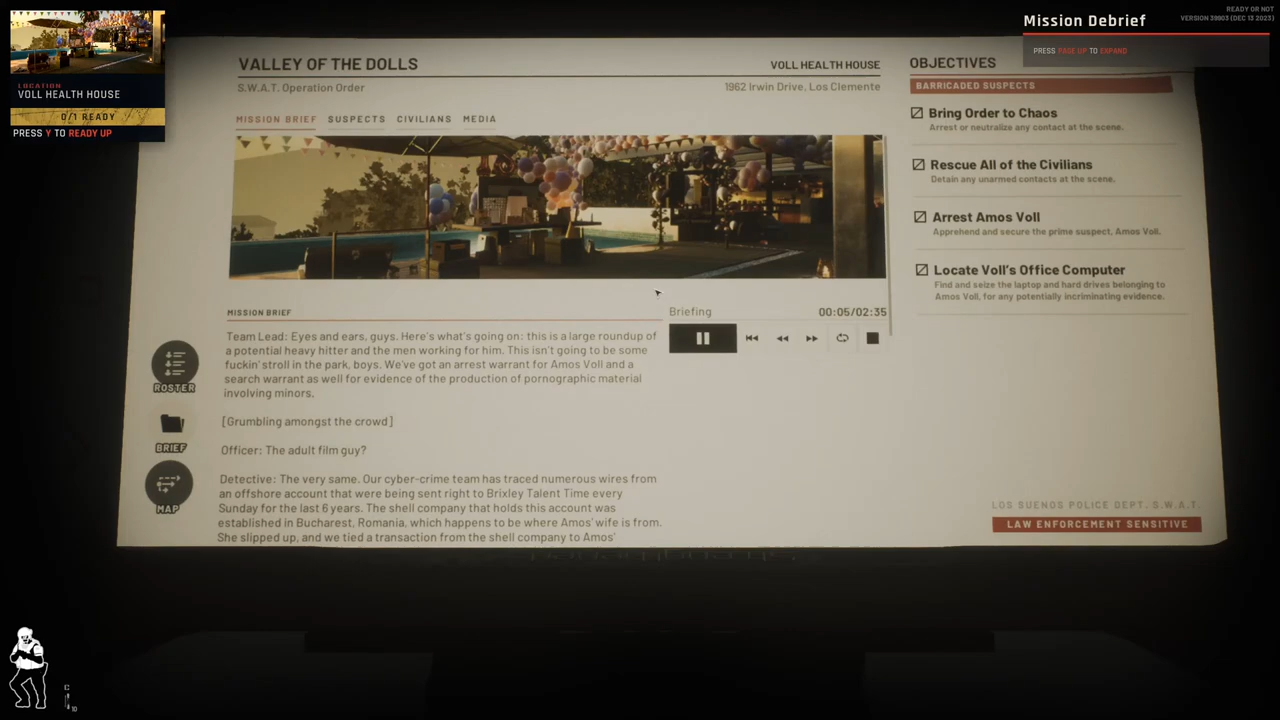 READY OR NOT
VERSION 39903 (DEC 13 2023)
Mission Debrief
PRESS PAGE UP TO EXPAND
LOCATION
VOLL HEALTH HOUSE
0/1 READY
PRESS Y TO READY UP
VALLEY OF THE DOLLS
VOLL HEALTH HOUSE
S.W.A.T. Operation Order
1962 Irwin Drive, Los Clemente
MISSION BRIEF SUSPECTS CIVILIANS MEDIA
MISSION BRIEF
Team Lead: Eyes and ears, guys. Here's what's going on: this is a large roundup of
a potential heavy hitter and the men working for him. This isn't going to be some
fuckin' stroll in the park, boys. We've got an arrest warrant for Amos Voll and a
search warrant as well for evidence of the production of pornographic material
involving minors.
[Grumbling amongst the crowd]
Officer: The adult film guy?
Detective: The very same. Our cyber-crime team has traced numerous wires from
an offshore account that were being sent right to Brixley Talent Time every
Sunday for the last 6 years. The shell company that holds this account was
established in Bucharest, Romania, which happens to be where Amos' wife is from.
She slipped up, and we tied a transaction from the shell company to Amos'
Briefing 00:05/02:35
ROSTER
BRIEF
MAP
OBJECTIVES
BARRICADED SUSPECTS
Bring Order to Chaos
Arrest or neutralize any contact at the scene.
Rescue All of the Civilians
Detain any unarmed contacts at the scene.
Arrest Amos Voll
Apprehend and secure the prime suspect, Amos Voll.
Locate Voll's Office Computer
Find and seize the laptop and hard drives belonging to
Amos Voll, for any potentially incriminating evidence.
LOS SUENOS POLICE DEPT. S.W.A.T.
LAW ENFORCEMENT SENSITIVE